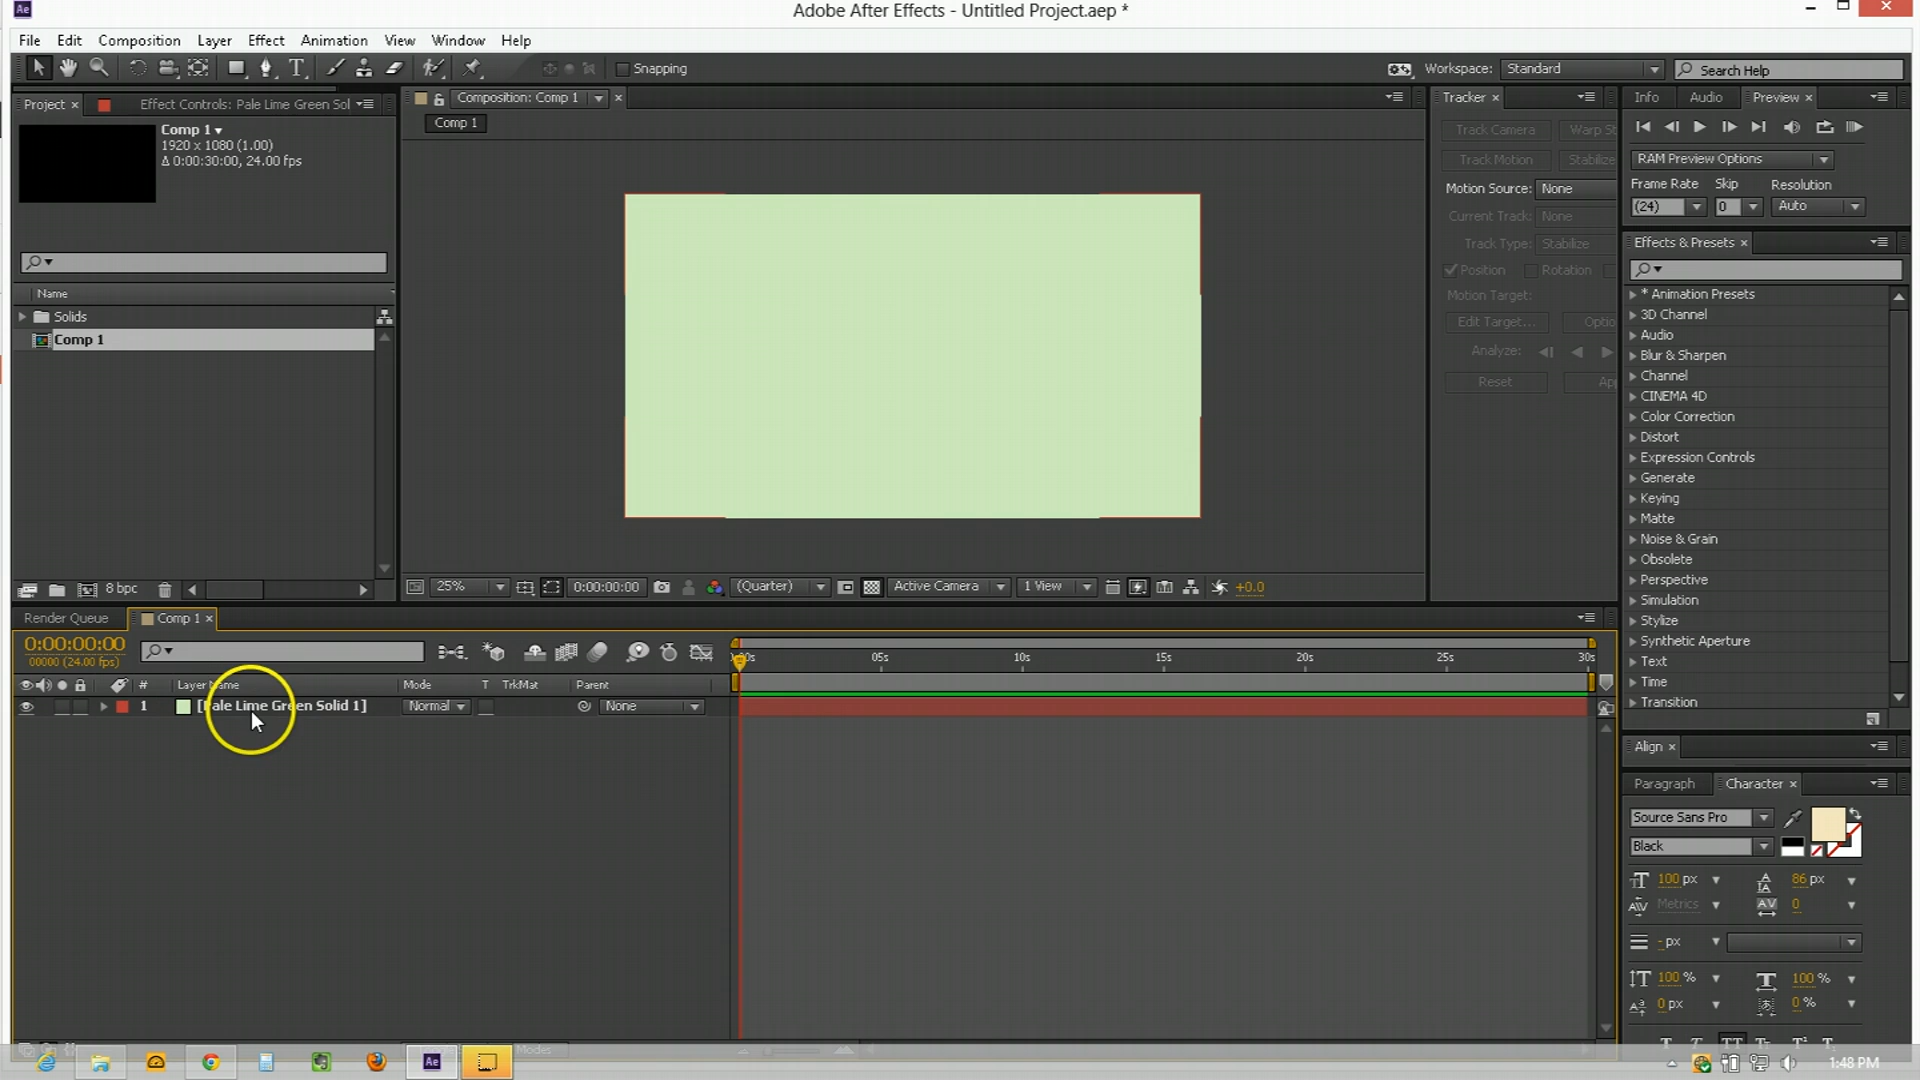 Ae
Adobe After Effects - Untitled Project.aep *
File Edit Composition Layer Effect Animation View Window Help
T Snapping Workspace: Standard Search Help
Project × Effect Controls: Pale Lime Green Sol
Comp 1
1920 x 1080 (1.00)
Δ 0:00:30:00, 24.00 fps
Name
Solids
Comp 1
8 bpc
Composition: Comp 1 ×
Comp 1
25% 0:00:00:00 (Quarter) Active Camera 1 View +0.0
Tracker ×
Track Camera Warp St
Track Motion Stabilize
Motion Source: None
Current Track: None
Track Type: Stabilize
Position Rotation
Motion Target:
Edit Target... Optio
Analyze:
Reset Ap
Info Audio Preview ×
RAM Preview Options
Frame Rate Skip Resolution
(24) 0 Auto
Effects & Presets ×
* Animation Presets
3D Channel
Audio
Blur & Sharpen
Channel
CINEMA 4D
Color Correction
Distort
Expression Controls
Generate
Keying
Matte
Noise & Grain
Obsolete
Perspective
Simulation
Stylize
Synthetic Aperture
Text
Time
Transition
Align ×
Paragraph Character ×
Source Sans Pro
Black
100 px 86 px
Metrics 0
- px
100 % 100 %
0 px 0 %
Render Queue Comp 1 ×
0:00:00:00
00000 (24.00 fps)
05s 10s 15s 20s 25s 30s
# Layer Name Mode T TrkMat Parent
1 [Pale Lime Green Solid 1] Normal None
Modes
Ae
1:48 PM